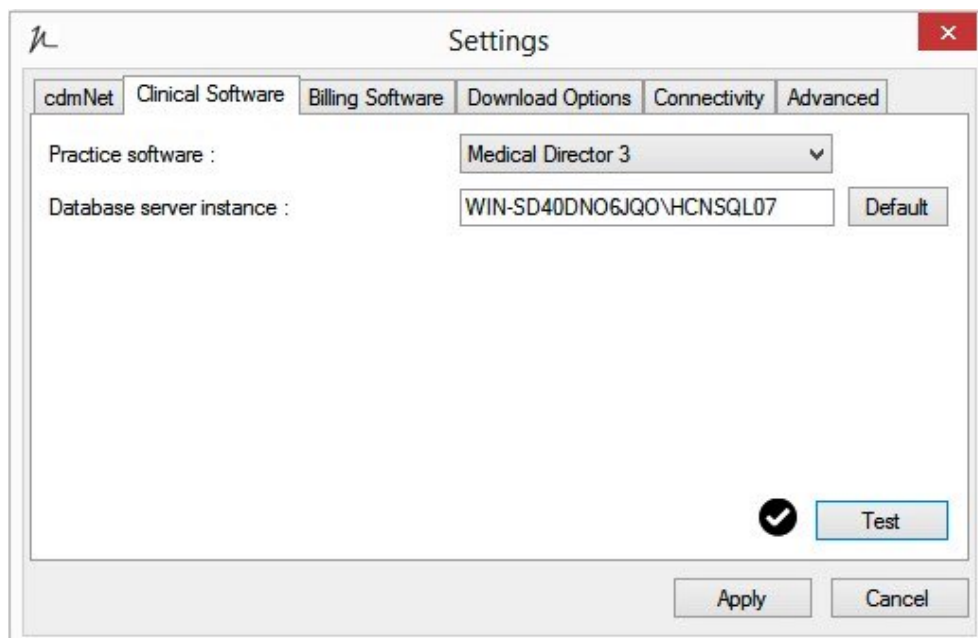 Settings
cdmNet Clinical Software Billing Software Download Options Connectivity Advanced
Practice software : Medical Director 3
Database server instance : WIN-SD40DNO6JQO\HCNSQL07 Default
Test
Apply Cancel